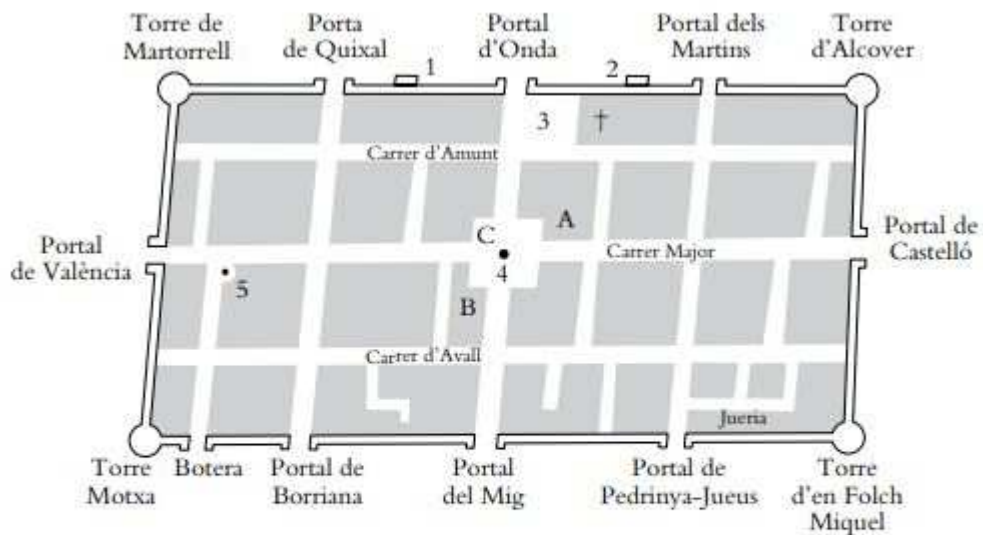 Torre de
Martorrell
Porta
de Quixal
Portal
d'Onda
Portal dels
Martins
Torre
d'Alcover
1
2
3
†
Carrer d'Amunt
A
C
Portal
de València
Carrer Major
Portal de
Castelló
4
5
B
Carrer d'Avall
Jueria
Torre
Motxa
Botera
Portal de
Borriana
Portal
del Mig
Portal de
Pedrinya-Jueus
Torre
d'en Folch
Miquel